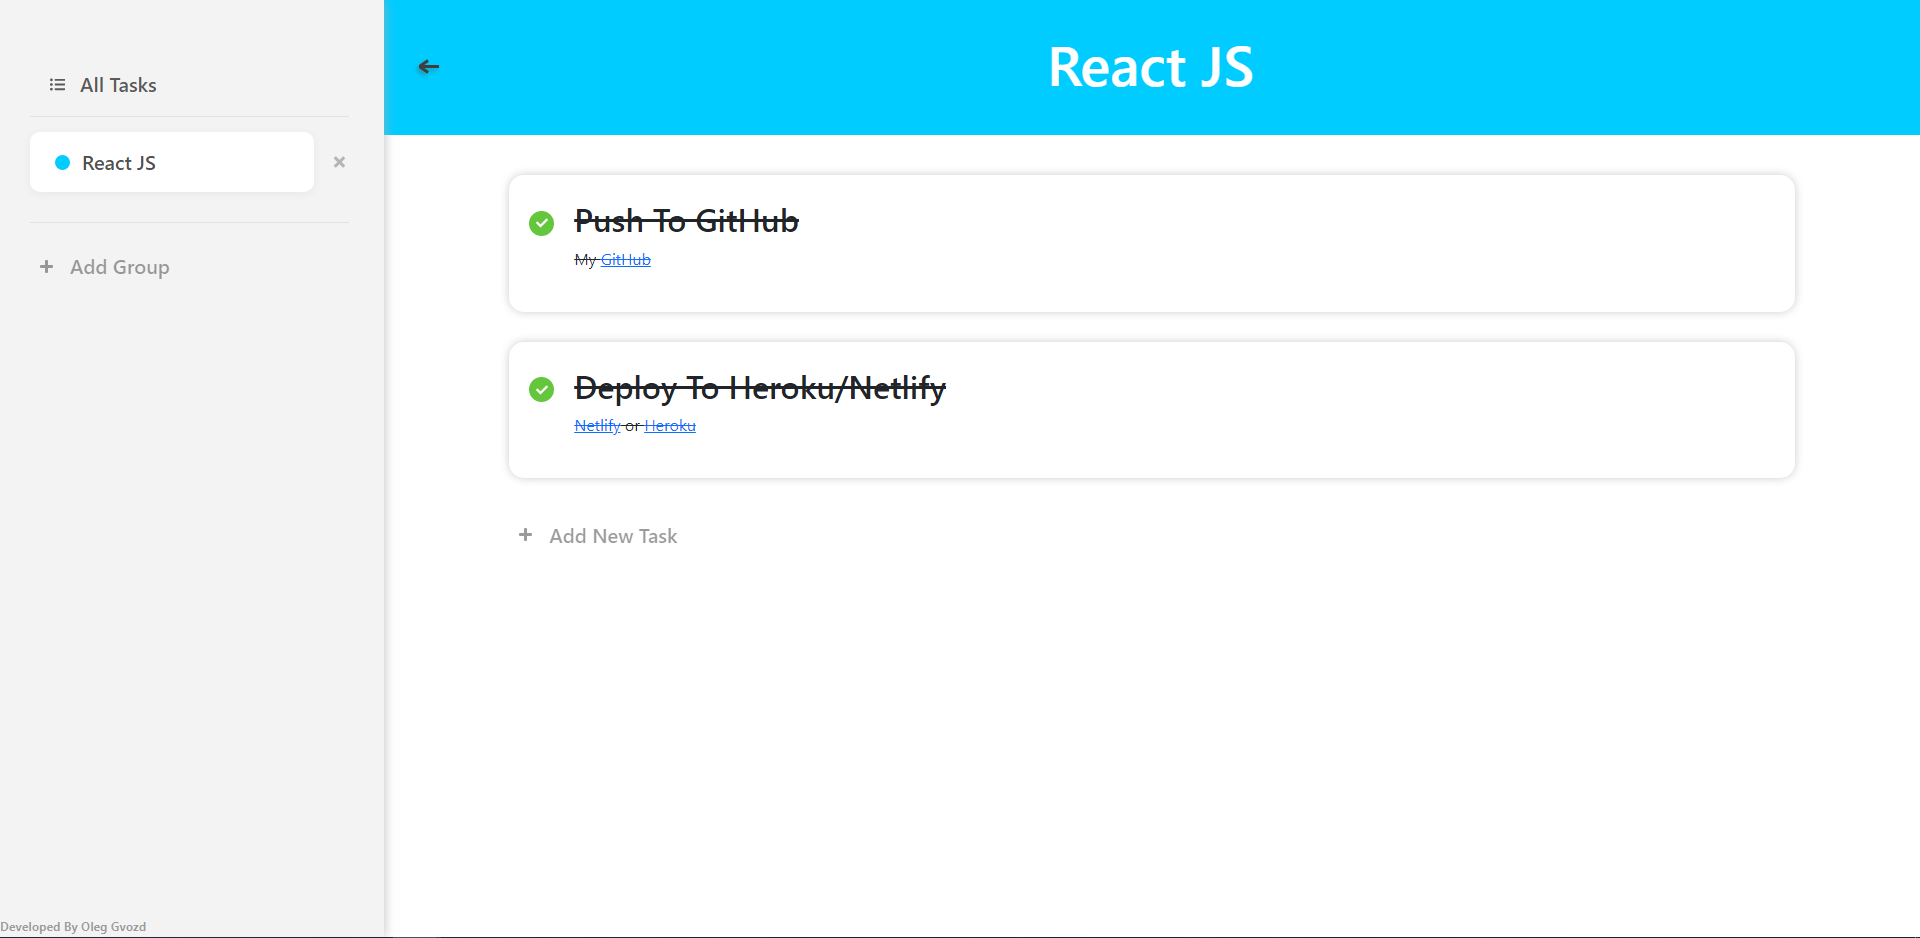 All Tasks
React JS
Add Group
Developed By Oleg Gvozd
React JS
Push To GitHub
My GitHub
Deploy To Heroku/Netlify
Netlify or Heroku
Add New Task